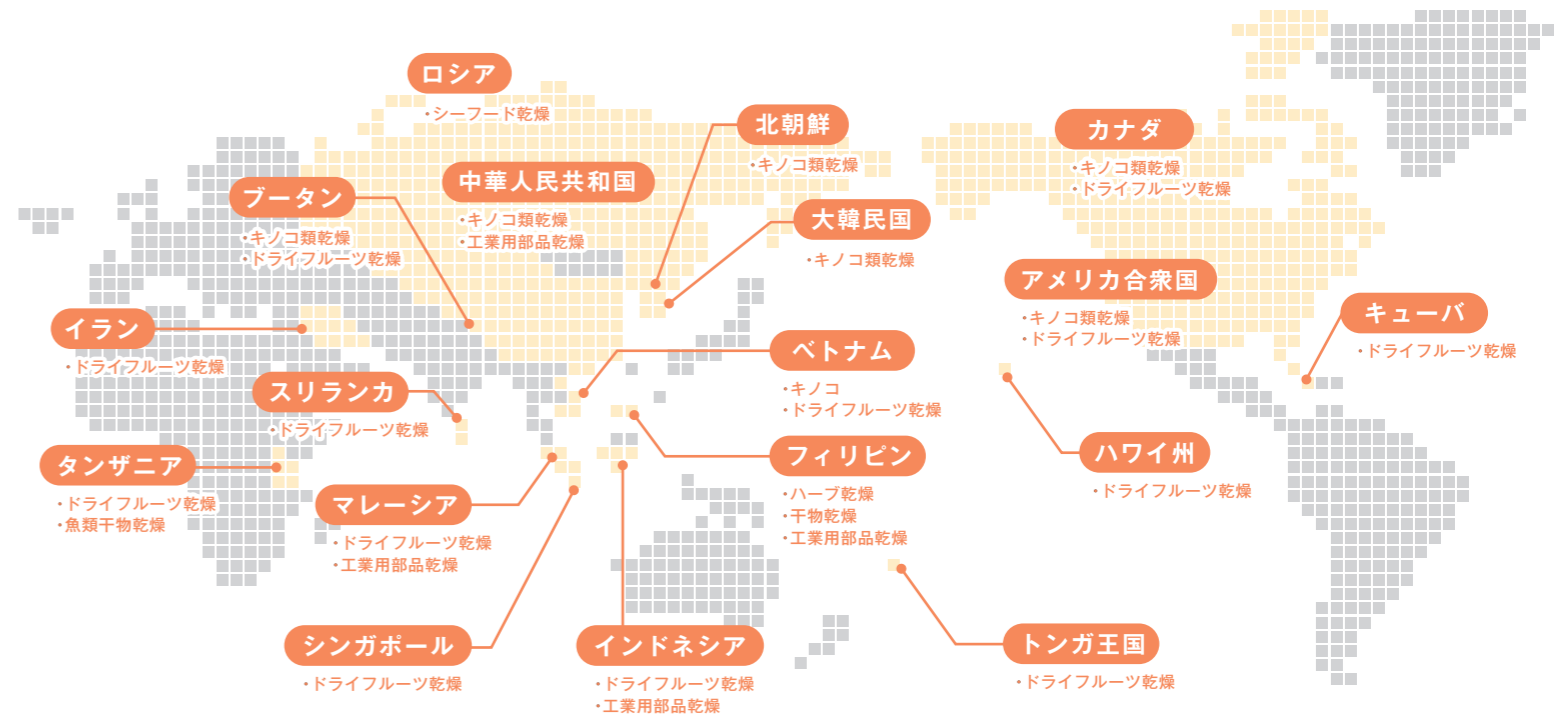 ロシア
・シーフード乾燥
北朝鮮
・キノコ類乾燥
カナダ
・キノコ類乾燥
・ドライフルーツ乾燥
中華人民共和国
・キノコ類乾燥
・工業用部品乾燥
ブータン
・キノコ類乾燥
・ドライフルーツ乾燥
大韓民国
・キノコ類乾燥
アメリカ合衆国
・キノコ類乾燥
・ドライフルーツ乾燥
キューバ
・ドライフルーツ乾燥
イラン
・ドライフルーツ乾燥
ベトナム
・キノコ
・ドライフルーツ乾燥
スリランカ
・ドライフルーツ乾燥
フィリピン
・ハーブ乾燥
・干物乾燥
・工業用部品乾燥
ハワイ州
・ドライフルーツ乾燥
タンザニア
・ドライフルーツ乾燥
・魚類干物乾燥
マレーシア
・ドライフルーツ乾燥
・工業用部品乾燥
シンガポール
・ドライフルーツ乾燥
インドネシア
・ドライフルーツ乾燥
・工業用部品乾燥
トンガ王国
・ドライフルーツ乾燥